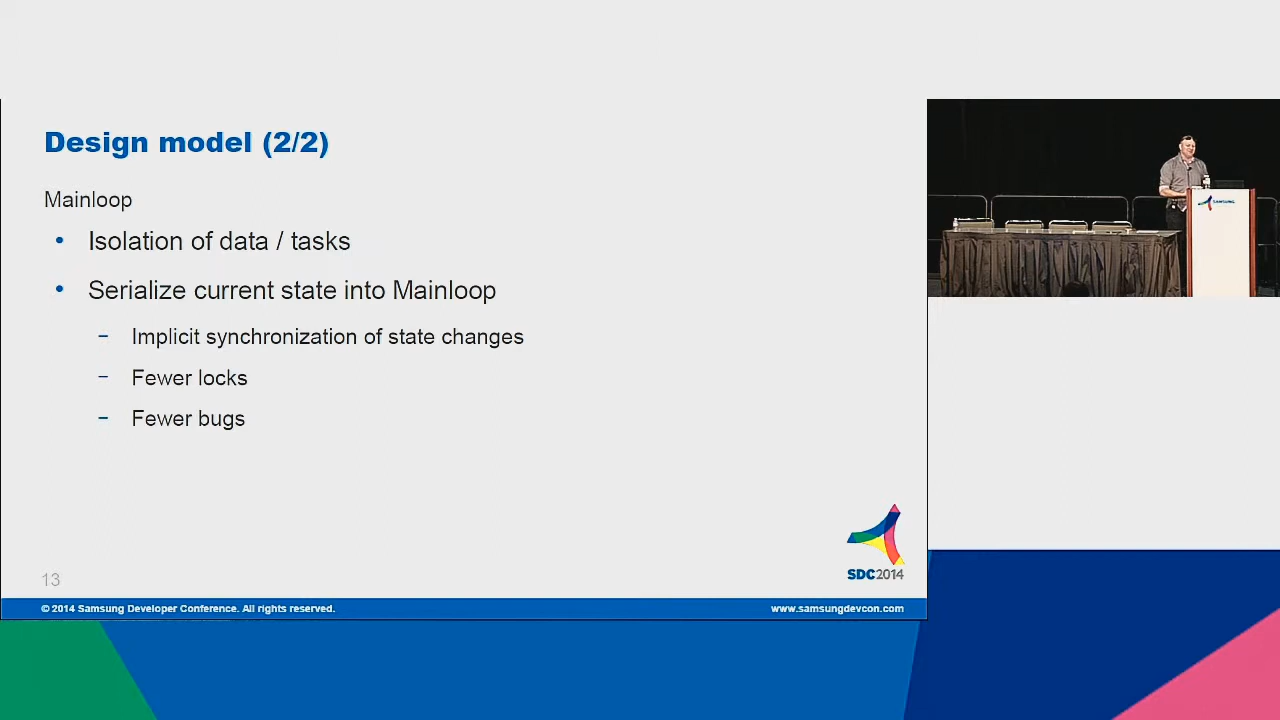 Design model (2/2)
Mainloop
• Isolation of data / tasks
• Serialize current state into Mainloop
– Implicit synchronization of state changes
– Fewer locks
– Fewer bugs
SDC2014
13
© 2014 Samsung Developer Conference. All rights reserved.
www.samsungdevcon.com
SAMSUNG